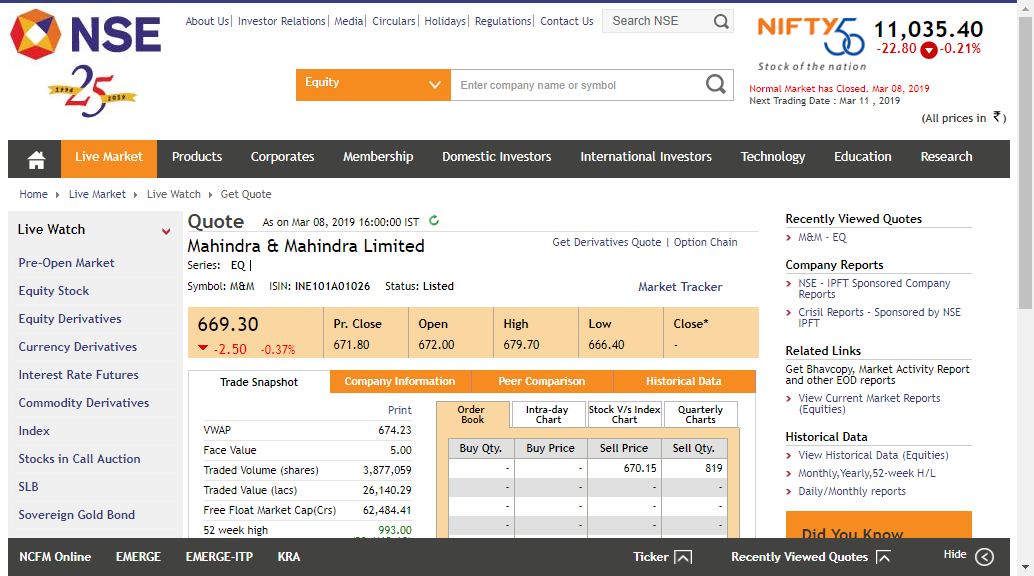 NSE
1994 25 2019
About Us| Investor Relations| Media| Circulars| Holidays| Regulations| Contact Us
Search NSE
NIFTY 50
Stock of the nation
11,035.40
-22.80 -0.21%
Equity
Enter company name or symbol
Normal Market has Closed. Mar 08, 2019
Next Trading Date : Mar 11 , 2019
(All prices in ₹)
Live Market Products Corporates Membership Domestic Investors International Investors Technology Education Research
Home Live Market Live Watch Get Quote
Live Watch
Pre-Open Market
Equity Stock
Equity Derivatives
Currency Derivatives
Interest Rate Futures
Commodity Derivatives
Index
Stocks in Call Auction
SLB
Sovereign Gold Bond
Quote As on Mar 08, 2019 16:00:00 IST
Mahindra & Mahindra Limited
Get Derivatives Quote | Option Chain
Series: EQ |
Symbol: M&M ISIN: INE101A01026 Status: Listed
Market Tracker
669.30 Pr. Close Open High Low Close*
-2.50 -0.37% 671.80 672.00 679.70 666.40 -
Trade Snapshot Company Information Peer Comparison Historical Data
Print
VWAP 674.23
Face Value 5.00
Traded Volume (shares) 3,877,059
Traded Value (lacs) 26,140.29
Free Float Market Cap(Crs) 62,484.41
52 week high 993.00
Order Book
Intra-day Chart
Stock V/s Index Chart
Quarterly Charts
Buy Qty. Buy Price Sell Price Sell Qty.
- - 670.15 819
- - - -
- - - -
- - - -
Recently Viewed Quotes
M&M - EQ
Company Reports
NSE - IPFT Sponsored Company
Reports
Crisil Reports - Sponsored by NSE
IPFT
Related Links
Get Bhavcopy, Market Activity Report
and other EOD reports
View Current Market Reports
(Equities)
Historical Data
View Historical Data (Equities)
Monthly,Yearly,52-week H/L
Daily/Monthly reports
Did You Know
NCFM Online EMERGE EMERGE-ITP KRA Ticker Recently Viewed Quotes Hide